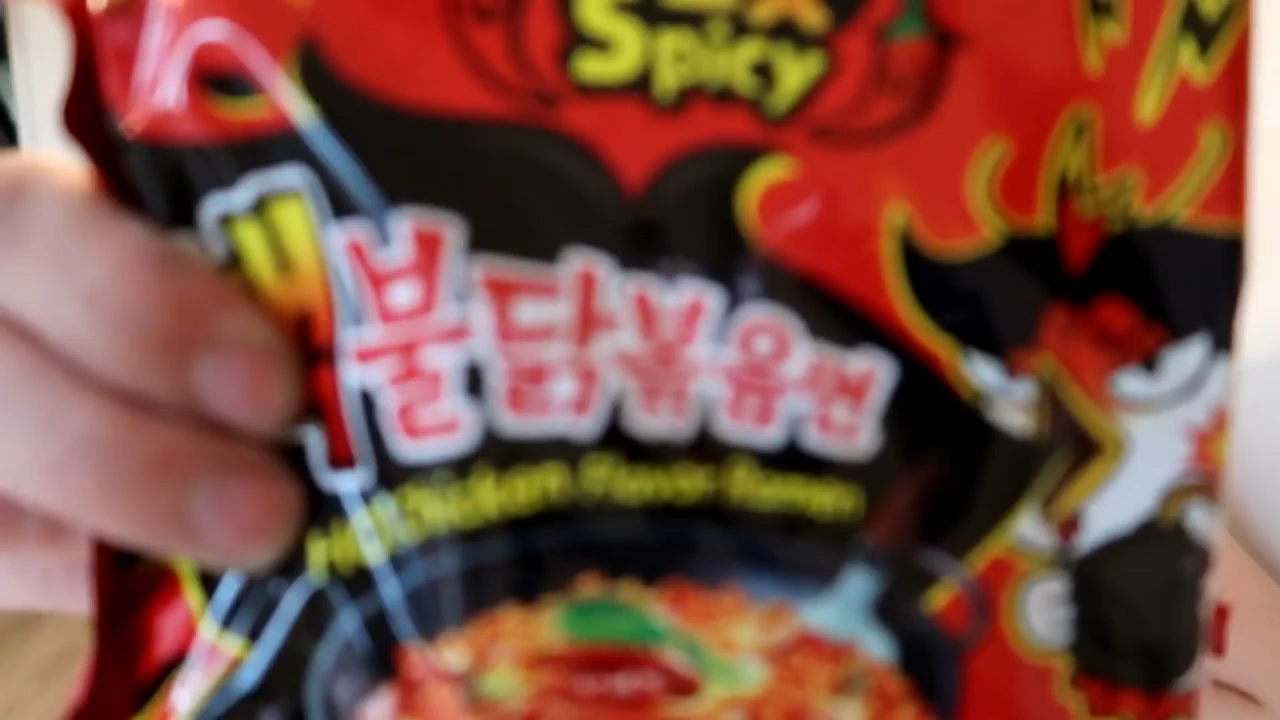 Spicy
불닭볶음면
Hot Chicken Flavor Ramen